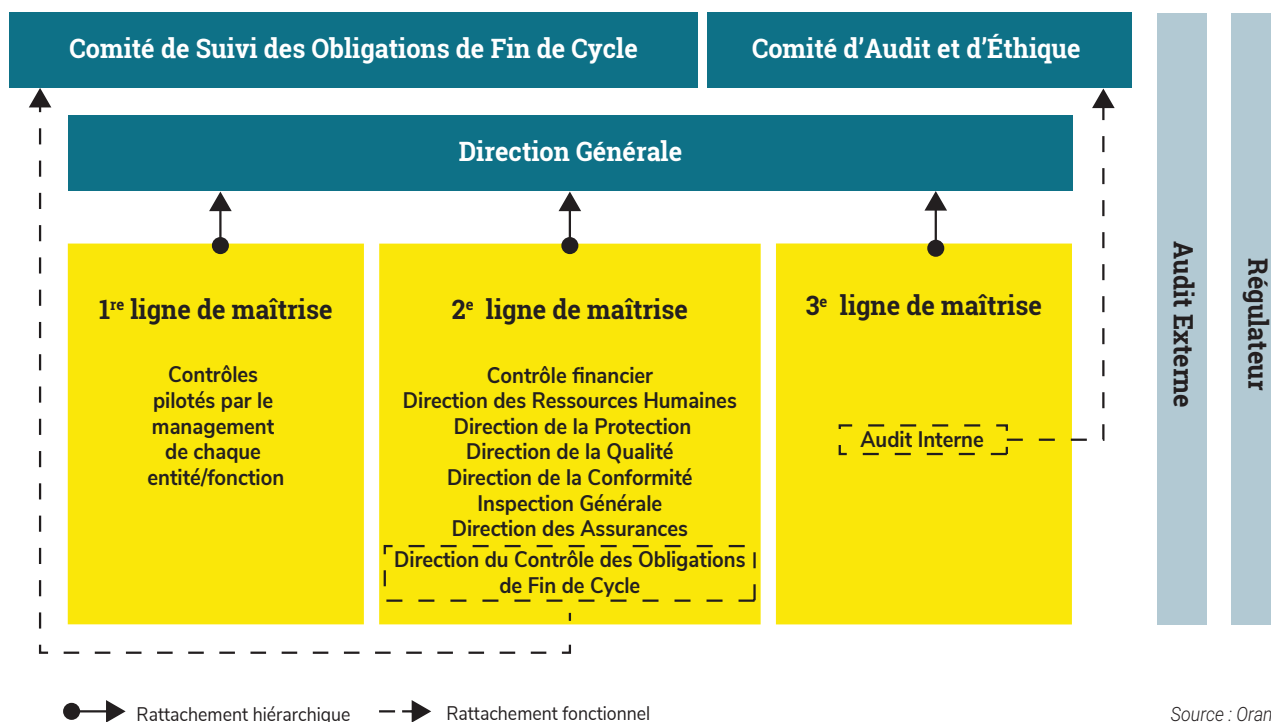 Comité de Suivi des Obligations de Fin de Cycle
Comité d'Audit et d'Éthique
Direction Générale
1re ligne de maîtrise
Contrôles
pilotés par le
management
de chaque
entité/fonction
2e ligne de maîtrise
Contrôle financier
Direction des Ressources Humaines
Direction de la Protection
Direction de la Qualité
Direction de la Conformité
Inspection Générale
Direction des Assurances
Direction du Contrôle des Obligations
de Fin de Cycle
3e ligne de maîtrise
Audit Interne
Audit Externe
Régulateur
Rattachement hiérarchique
Rattachement fonctionnel
Source : Oran